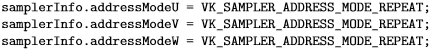 samplerInfo.addressModeU = VK_SAMPLER_ADDRESS_MODE_REPEAT;
samplerInfo.addressModeV = VK_SAMPLER_ADDRESS_MODE_REPEAT;
samplerInfo.addressModeW = VK_SAMPLER_ADDRESS_MODE_REPEAT;